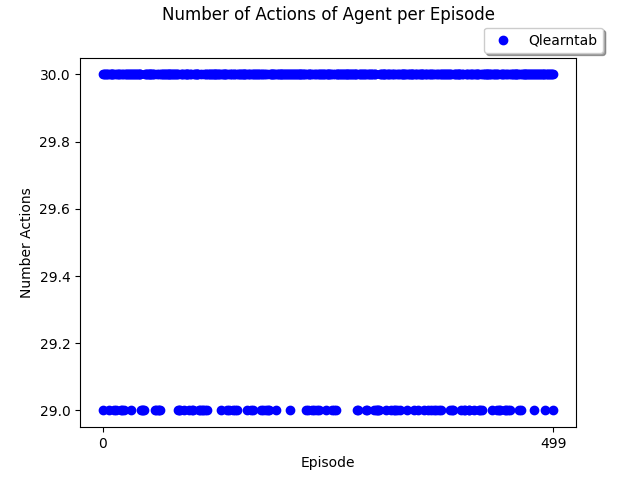 Number of Actions of Agent per Episode
Qlearntab
30.0
29.8
29.6
29.4
29.2
29.0
Number Actions
0
499
Episode